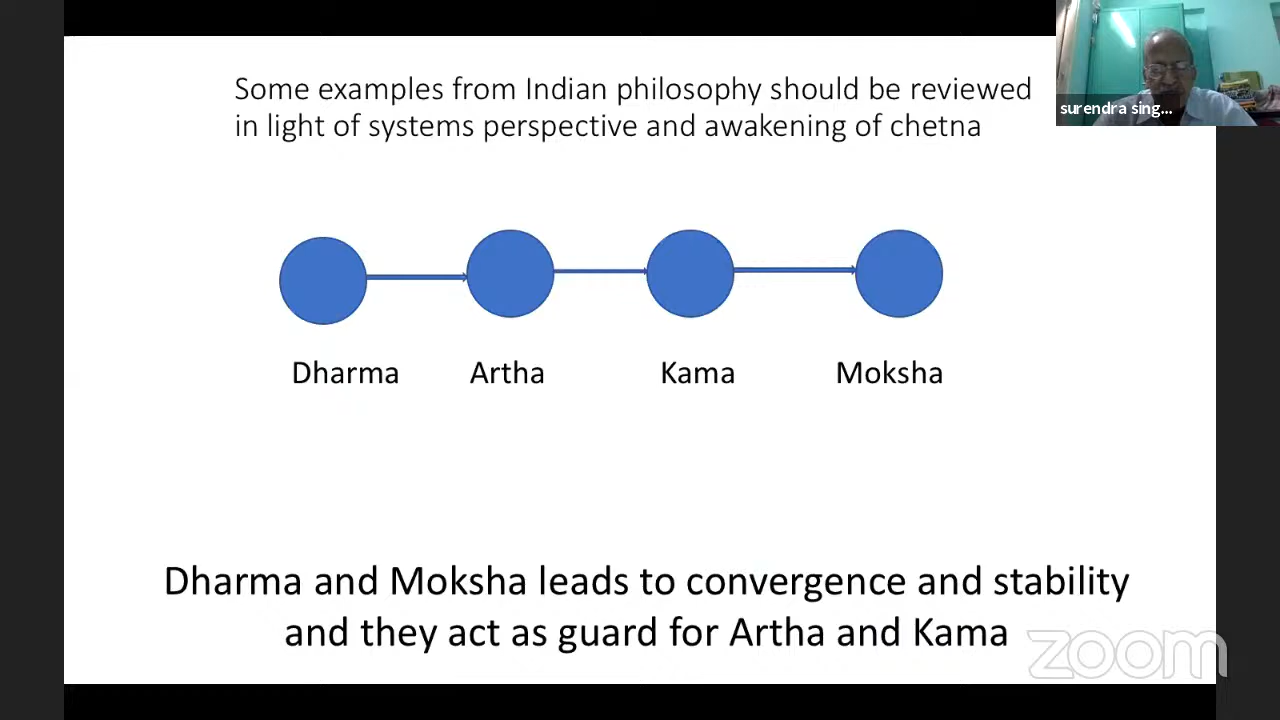 Some examples from Indian philosophy should be reviewed
in light of systems perspective and awakening of chetna
surendra sing...
Dharma Artha Kama Moksha
Dharma and Moksha leads to convergence and stability
and they act as guard for Artha and Kama
zoom